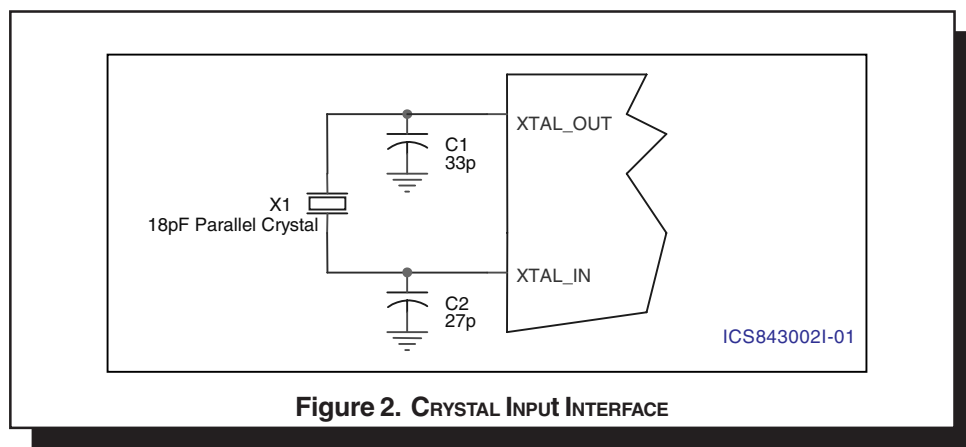 XTAL_OUT
C1
33p
X1
18pF Parallel Crystal
XTAL_IN
C2
27p
ICS843002I-01
Figure 2. CRYSTAL INPUT INTERFACE